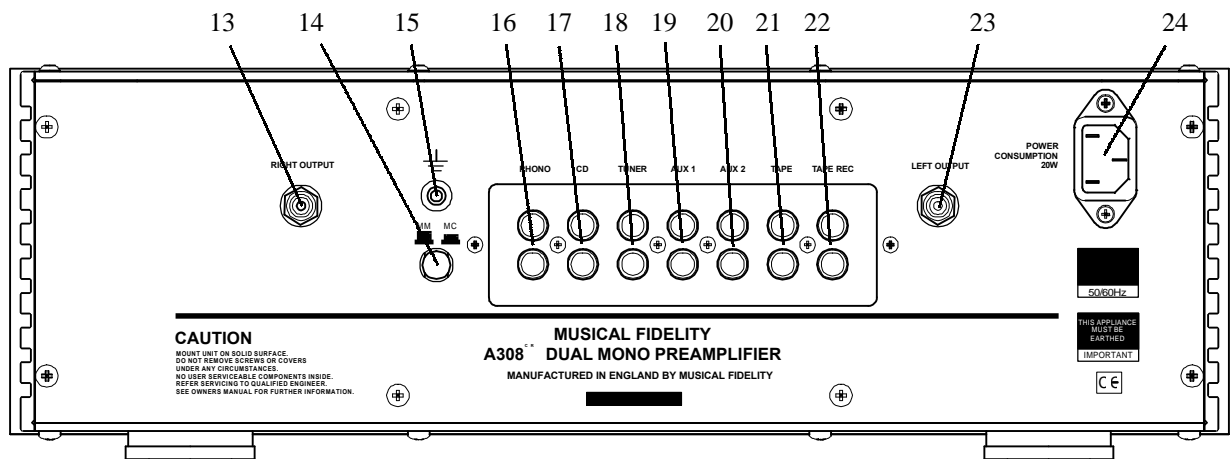 13 14 15 16 17 18 19 20 21 22 23 24
RIGHT OUTPUT
MM MC
PHONO CD TUNER AUX 1 AUX 2 TAPE TAPE REC
LEFT OUTPUT
POWER
CONSUMPTION
20W
50/60Hz
THIS APPLIANCE
MUST BE
EARTHED
IMPORTANT
CE
CAUTION
MOUNT UNIT ON SOLID SURFACE.
DO NOT REMOVE SCREWS OR COVERS
UNDER ANY CIRCUMSTANCES.
NO USER SERVICEABLE COMPONENTS INSIDE.
REFER SERVICING TO QUALIFIED ENGINEER.
SEE OWNERS MANUAL FOR FURTHER INFORMATION.
MUSICAL FIDELITY
A308 CR DUAL MONO PREAMPLIFIER
MANUFACTURED IN ENGLAND BY MUSICAL FIDELITY